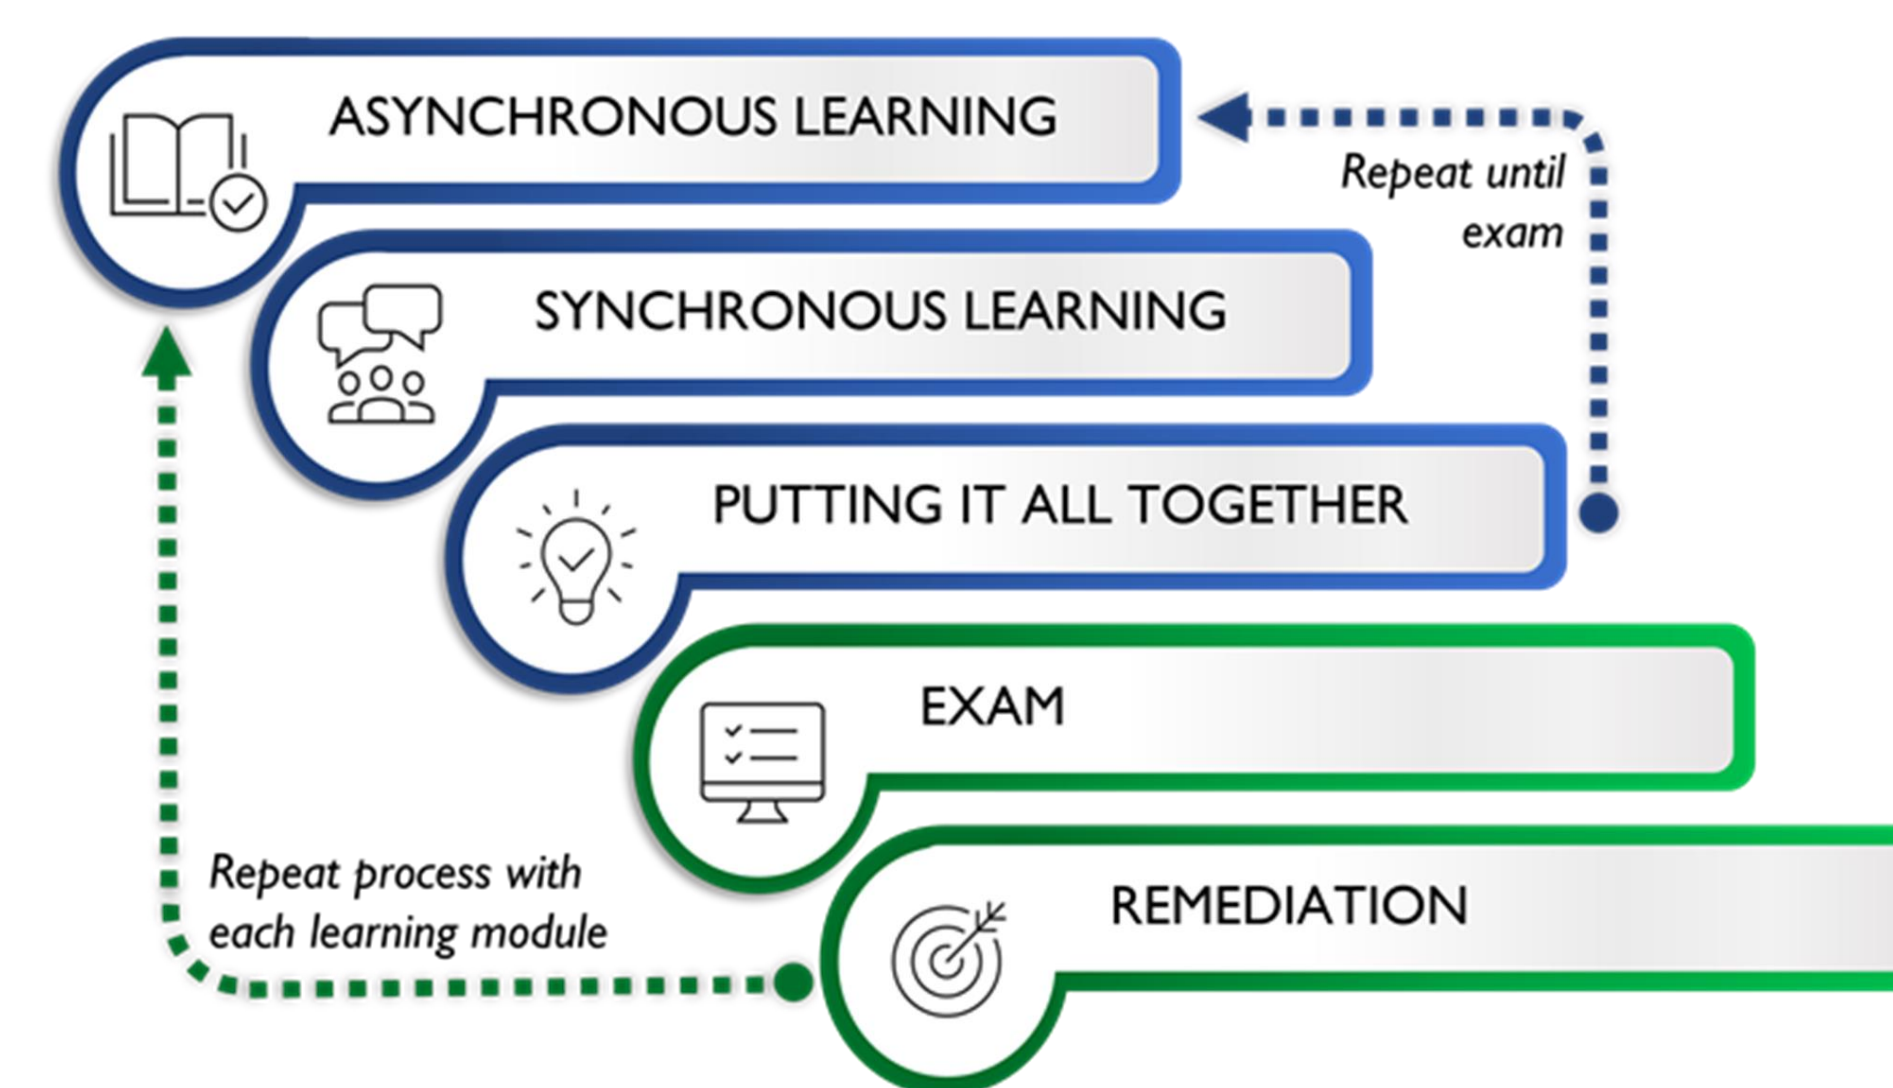 ASYNCHRONOUS LEARNING
Repeat until
exam
SYNCHRONOUS LEARNING
PUTTING IT ALL TOGETHER
EXAM
Repeat process with
each learning module
REMEDIATION